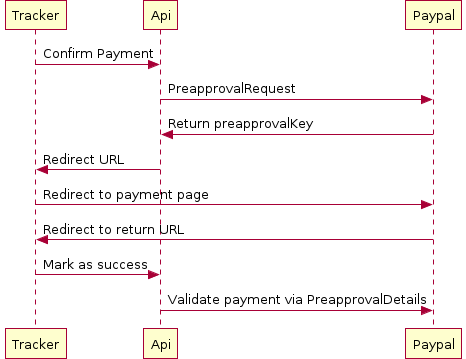 Tracker Api Paypal
Confirm Payment
PreapprovalRequest
Return preapprovalKey
Redirect URL
Redirect to payment page
Redirect to return URL
Mark as success
Validate payment via PreapprovalDetails
Tracker Api Paypal